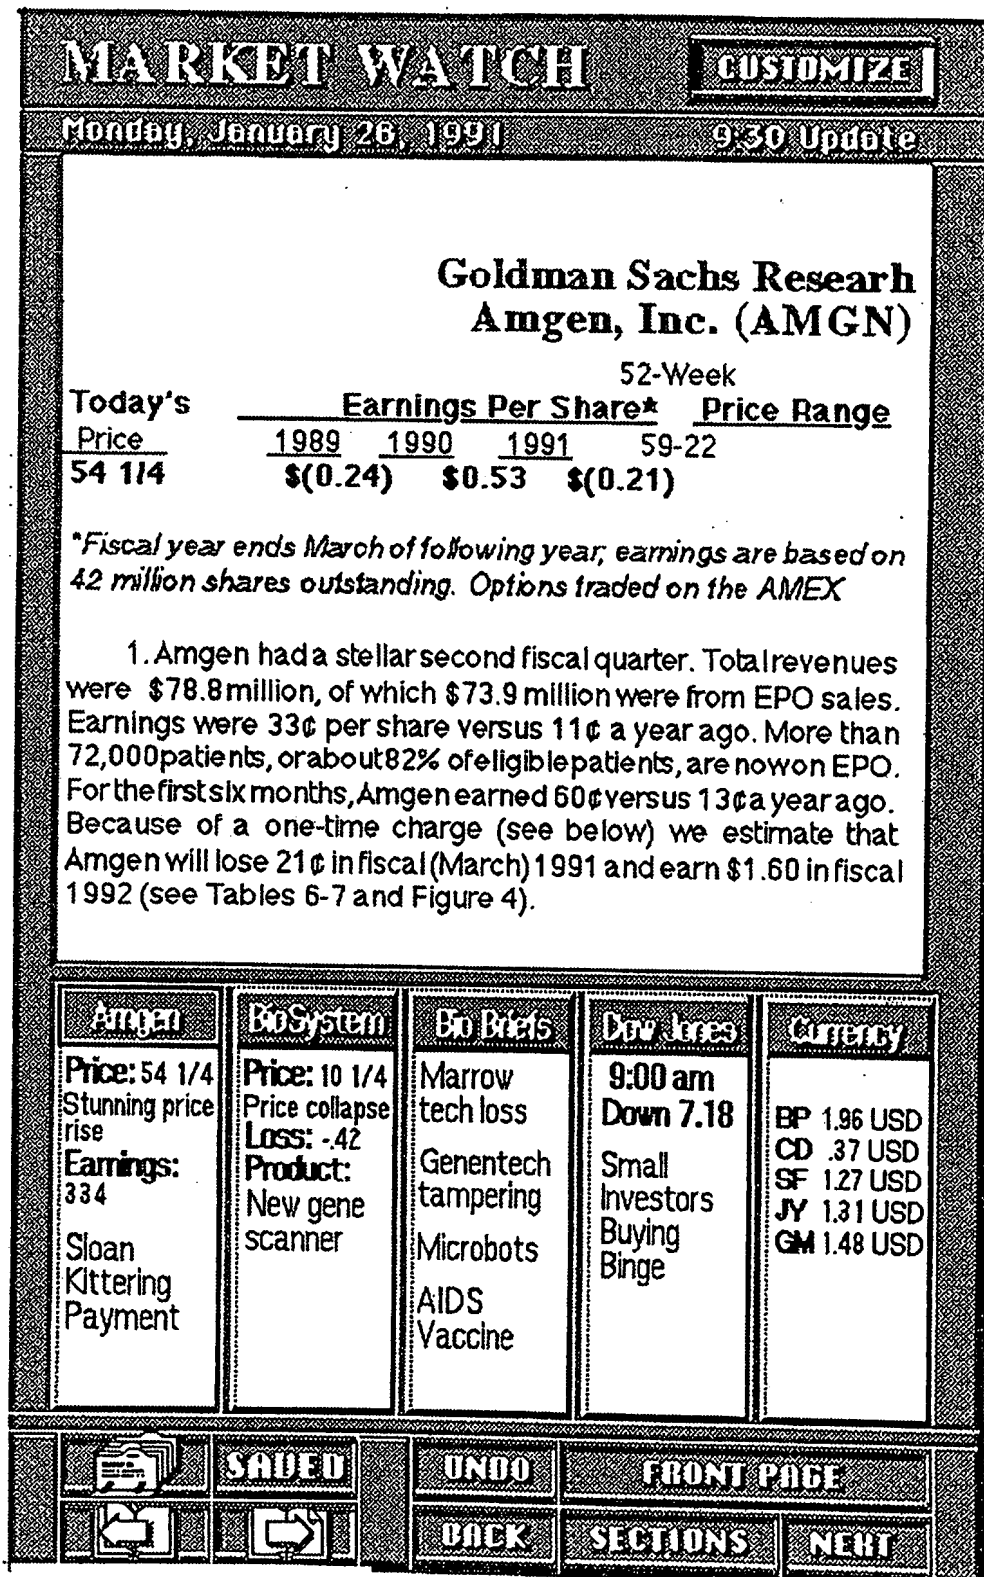 MARKET WATCH
CUSTOMIZE
Monday, January 26, 1991
9:30 Update
Goldman Sachs Researh
Amgen, Inc. (AMGN)
52-Week
Today's Earnings Per Share* Price Range
Price 1989 1990 1991 59-22
54 1/4 $(0.24) $0.53 $(0.21)
*Fiscal year ends March of following year; earnings are based on
42 million shares outstanding. Options traded on the AMEX
1. Amgen had a stellar second fiscal quarter. Total revenues
were $78.8 million, of which $73.9 million were from EPO sales.
Earnings were 33¢ per share versus 11¢ a year ago. More than
72,000 patients, or about 82% of eligible patients, are now on EPO.
For the first six months, Amgen earned 60¢ versus 13¢ a year ago.
Because of a one-time charge (see below) we estimate that
Amgen will lose 21¢ in fiscal (March) 1991 and earn $1.60 in fiscal
1992 (see Tables 6-7 and Figure 4).
Amgen
Price: 54 1/4
Stunning price
rise
Earnings:
334
Sloan
Kittering
Payment
BioSystem
Price: 10 1/4
Price collapse
Loss: -.42
Product:
New gene
scanner
Bio Briefs
Marrow
tech loss
Genentech
tampering
Microbots
AIDS
Vaccine
Dow Jones
9:00 am
Down 7.18
Small
Investors
Buying
Binge
Currency
BP 1.96 USD
CD .37 USD
SF 1.27 USD
JY 1.31 USD
GM 1.48 USD
SAVED
UNDO
FRONT PAGE
BACK
SECTIONS
NEXT